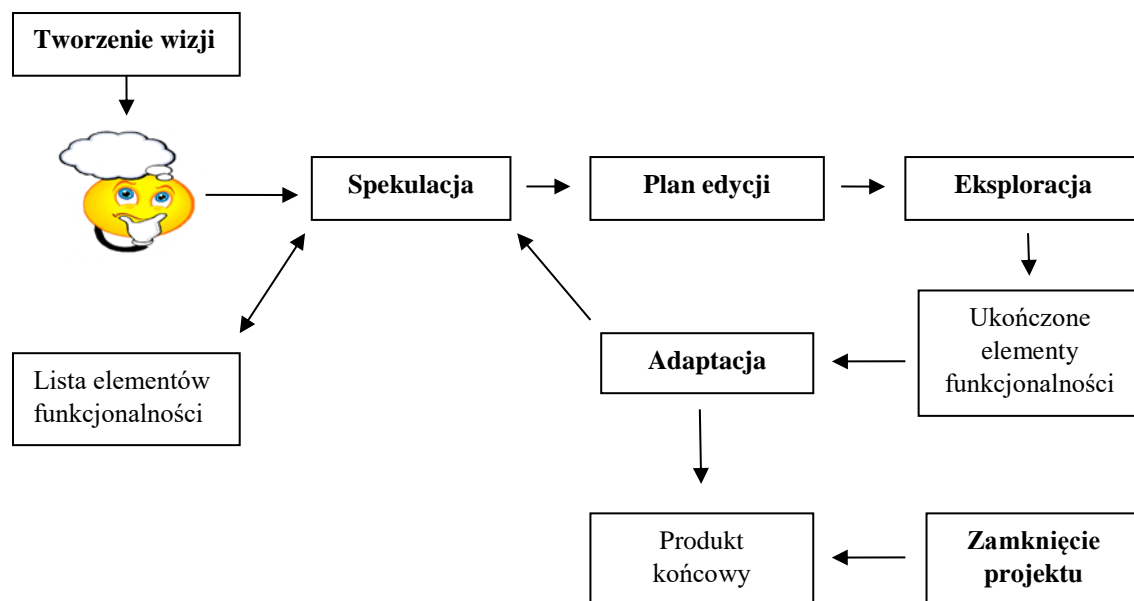 Tworzenie wizji
Spekulacja
Plan edycji
Eksploracja
Ukończone
elementy
funkcjonalności
Adaptacja
Lista elementów
funkcjonalności
Produkt
końcowy
Zamknięcie
projektu